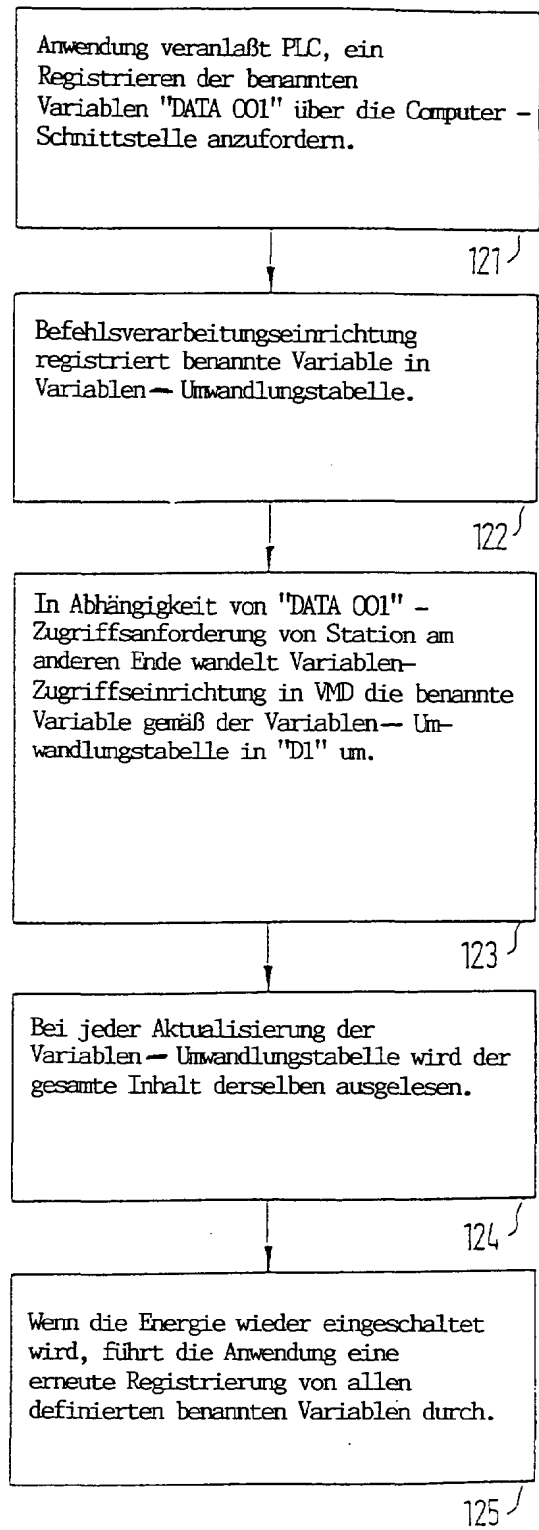 Anwendung veranlaßt PLC, ein
Registrieren der benannten
Variablen "DATA 001" über die Computer -
Schnittstelle anzufordern.
121
Befehlsverarbeitungseinrichtung
registriert benannte Variable in
Variablen — Umwandlungstabelle.
122
In Abhängigkeit von "DATA 001" -
Zugriffsanforderung von Station am
anderen Ende wandelt Variablen-
Zugriffseinrichtung in VMD die benannte
Variable gemäß der Variablen — Um-
wandlungstabelle in "D1" um.
123
Bei jeder Aktualisierung der
Variablen — Umwandlungstabelle wird der
gesamte Inhalt derselben ausgelesen.
124
Wenn die Energie wieder eingeschaltet
wird, führt die Anwendung eine
erneute Registrierung von allen
definierten benannten Variablen durch.
125